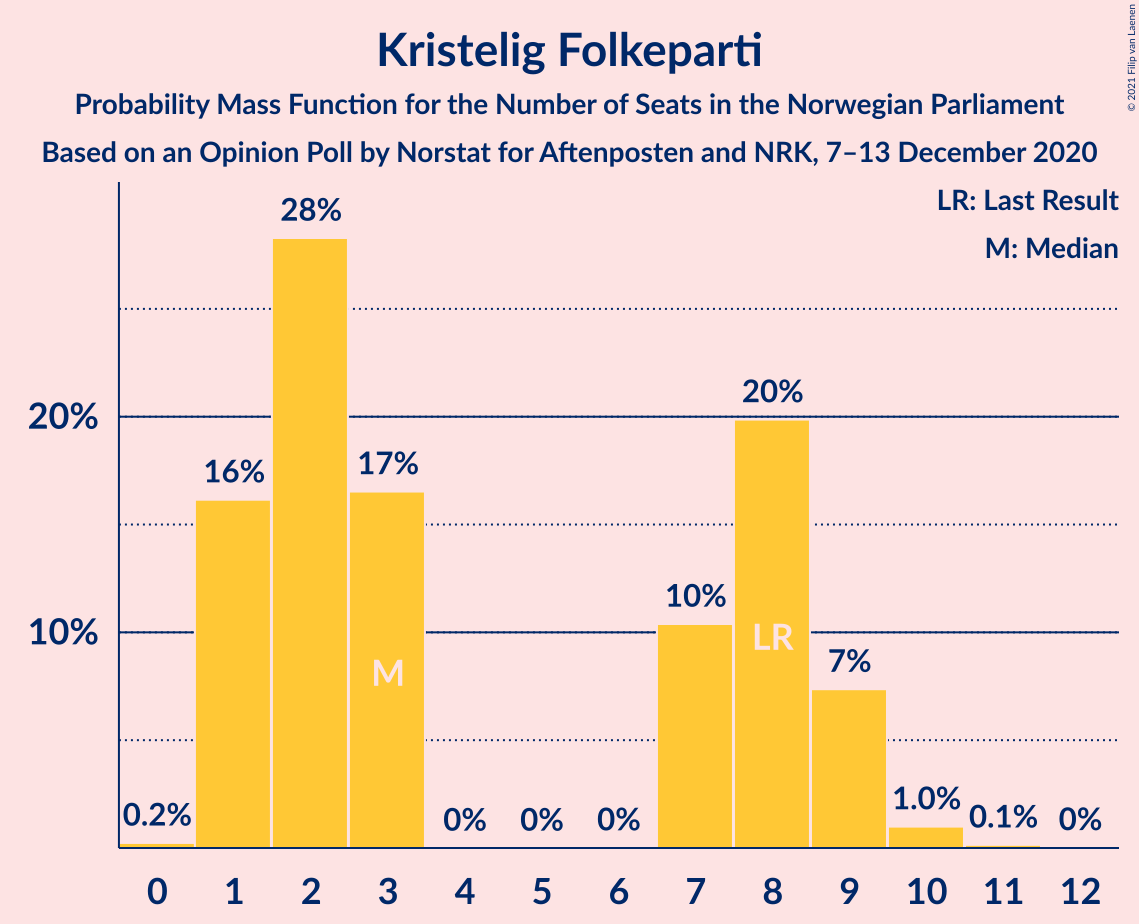 Kristelig Folkeparti
Probability Mass Function for the Number of Seats in the Norwegian Parliament
Based on an Opinion Poll by Norstat for Aftenposten and NRK, 7–13 December 2020
© 2021 Filip van Laenen
LR: Last Result
M: Median
28%
20%
20%
17%
16%
10%
10%
LR
7%
M
0.2%
0%
0%
0%
1.0%
0.1%
0%
0 1 2 3 4 5 6 7 8 9 10 11 12